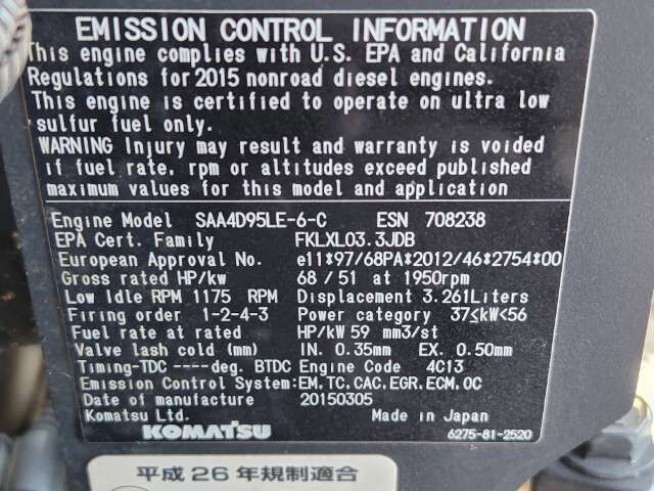 EMISSION CONTROL INFORMATION
This engine complies with U.S. EPA and California
Regulations for 2015 nonroad diesel engines.
This engine is certified to operate on ultra low
sulfur fuel only.
WARNING Injury may result and warranty is voided
if fuel rate, rpm or altitudes exceed published
maximum values for this model and application
Engine Model SAA4D95LE-6-C ESN 708238
EPA Cert. Family FKLXL03.3JDB
European Approval No. e11*97/68PA*2012/46*2754*00
Gross rated HP/kw 68/51 at 1950rpm
Low Idle RPM 1175 RPM Displacement 3.261Liters
Firing order 1-2-4-3 Power category 37≤kW<56
Fuel rate at rated HP/kW 59 mm3/st
Valve lash cold (mm) IN. 0.35mm EX. 0.50mm
Timing-TDC ----deg. BTDC Engine Code 4C13
Emission Control System:EM,TC,CAC,EGR,ECM,OC
Date of manufacture 20150305
Komatsu Ltd. Made in Japan
KOMATSU 6275-81-2520
平成26年規制適合